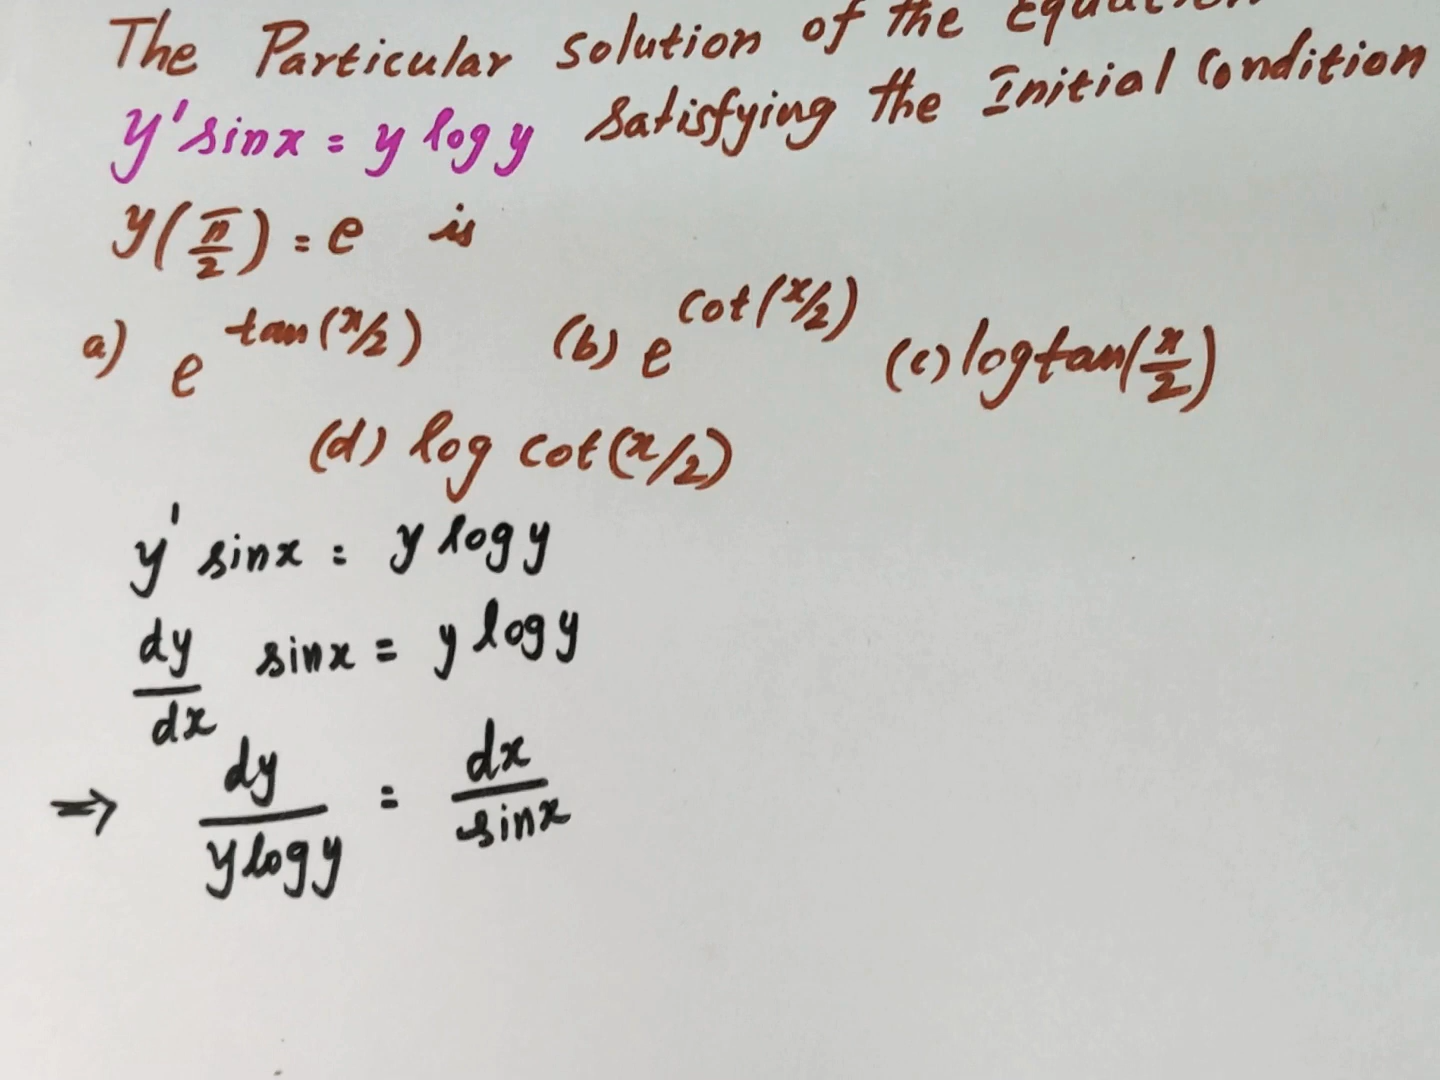 The Particular solution of the Equation
y' sinx = y log y satisfying the Initial Condition
y(π/2) = e is
a) e^tan(x/2) (b) e^cot(x/2) (c) log tan(x/2)
(d) log cot(x/2)
y' sinx = y log y
dy/dx sinx = y log y
⇒ dy/(y log y) = dx/sinx